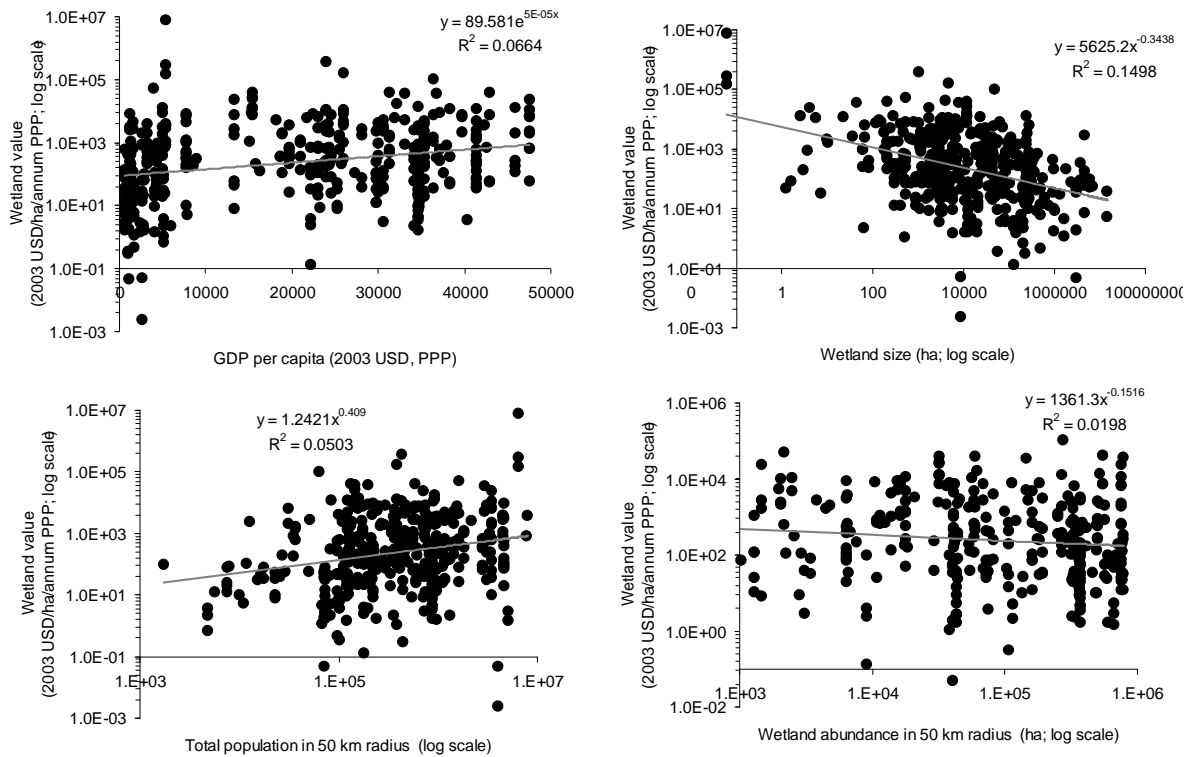 1.0E+07
1.0E+05
1.0E+03
1.0E+01
1.0E-01
1.0E-03
Wetland value
(2003 USD/ha/annum PPP; log scale)
y = 89.581e^5E-05x
R² = 0.0664
0 10000 20000 30000 40000 50000
GDP per capita (2003 USD, PPP)
1.0E+07
1.0E+05
1.0E+03
1.0E+01
1.0E-01
1.0E-03
Wetland value
(2003 USD/ha/annum PPP; log scale)
y = 5625.2x^-0.3438
R² = 0.1498
0 1 100 10000 1000000 100000000
Wetland size (ha; log scale)
1.0E+07
1.0E+05
1.0E+03
1.0E+01
1.0E-01
1.0E-03
Wetland value
(2003 USD/ha/annum PPP; log scale)
y = 1.2421x^0.409
R² = 0.0503
1.E+03 1.E+05 1.E+07
Total population in 50 km radius (log scale)
1.0E+06
1.0E+04
1.0E+02
1.0E+00
1.0E-02
Wetland value
(2003 USD/ha/annum PPP; log scale)
y = 1361.3x^-0.1516
R² = 0.0198
1.E+03 1.E+04 1.E+05 1.E+06
Wetland abundance in 50 km radius (ha; log scale)